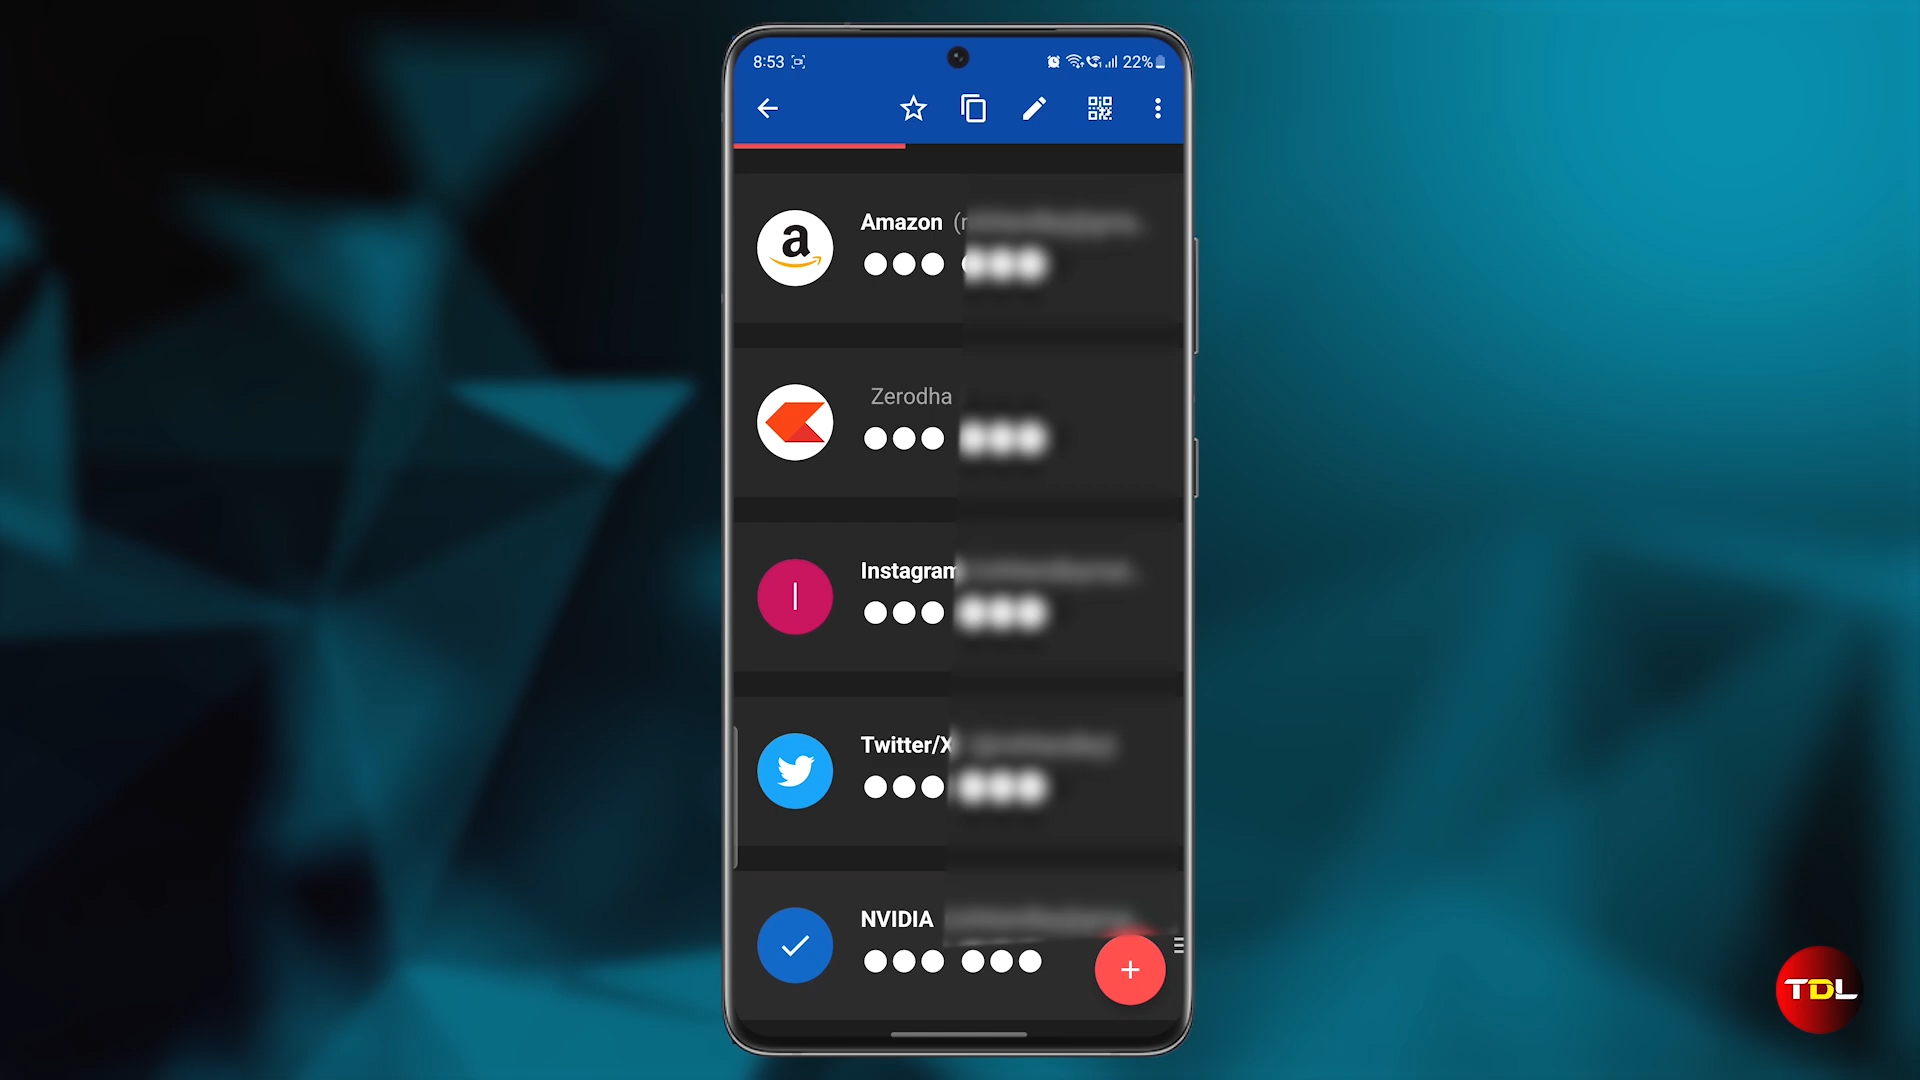 8:53 22%
Amazon
Zerodha
Instagram
Twitter/X
NVIDIA
TDL